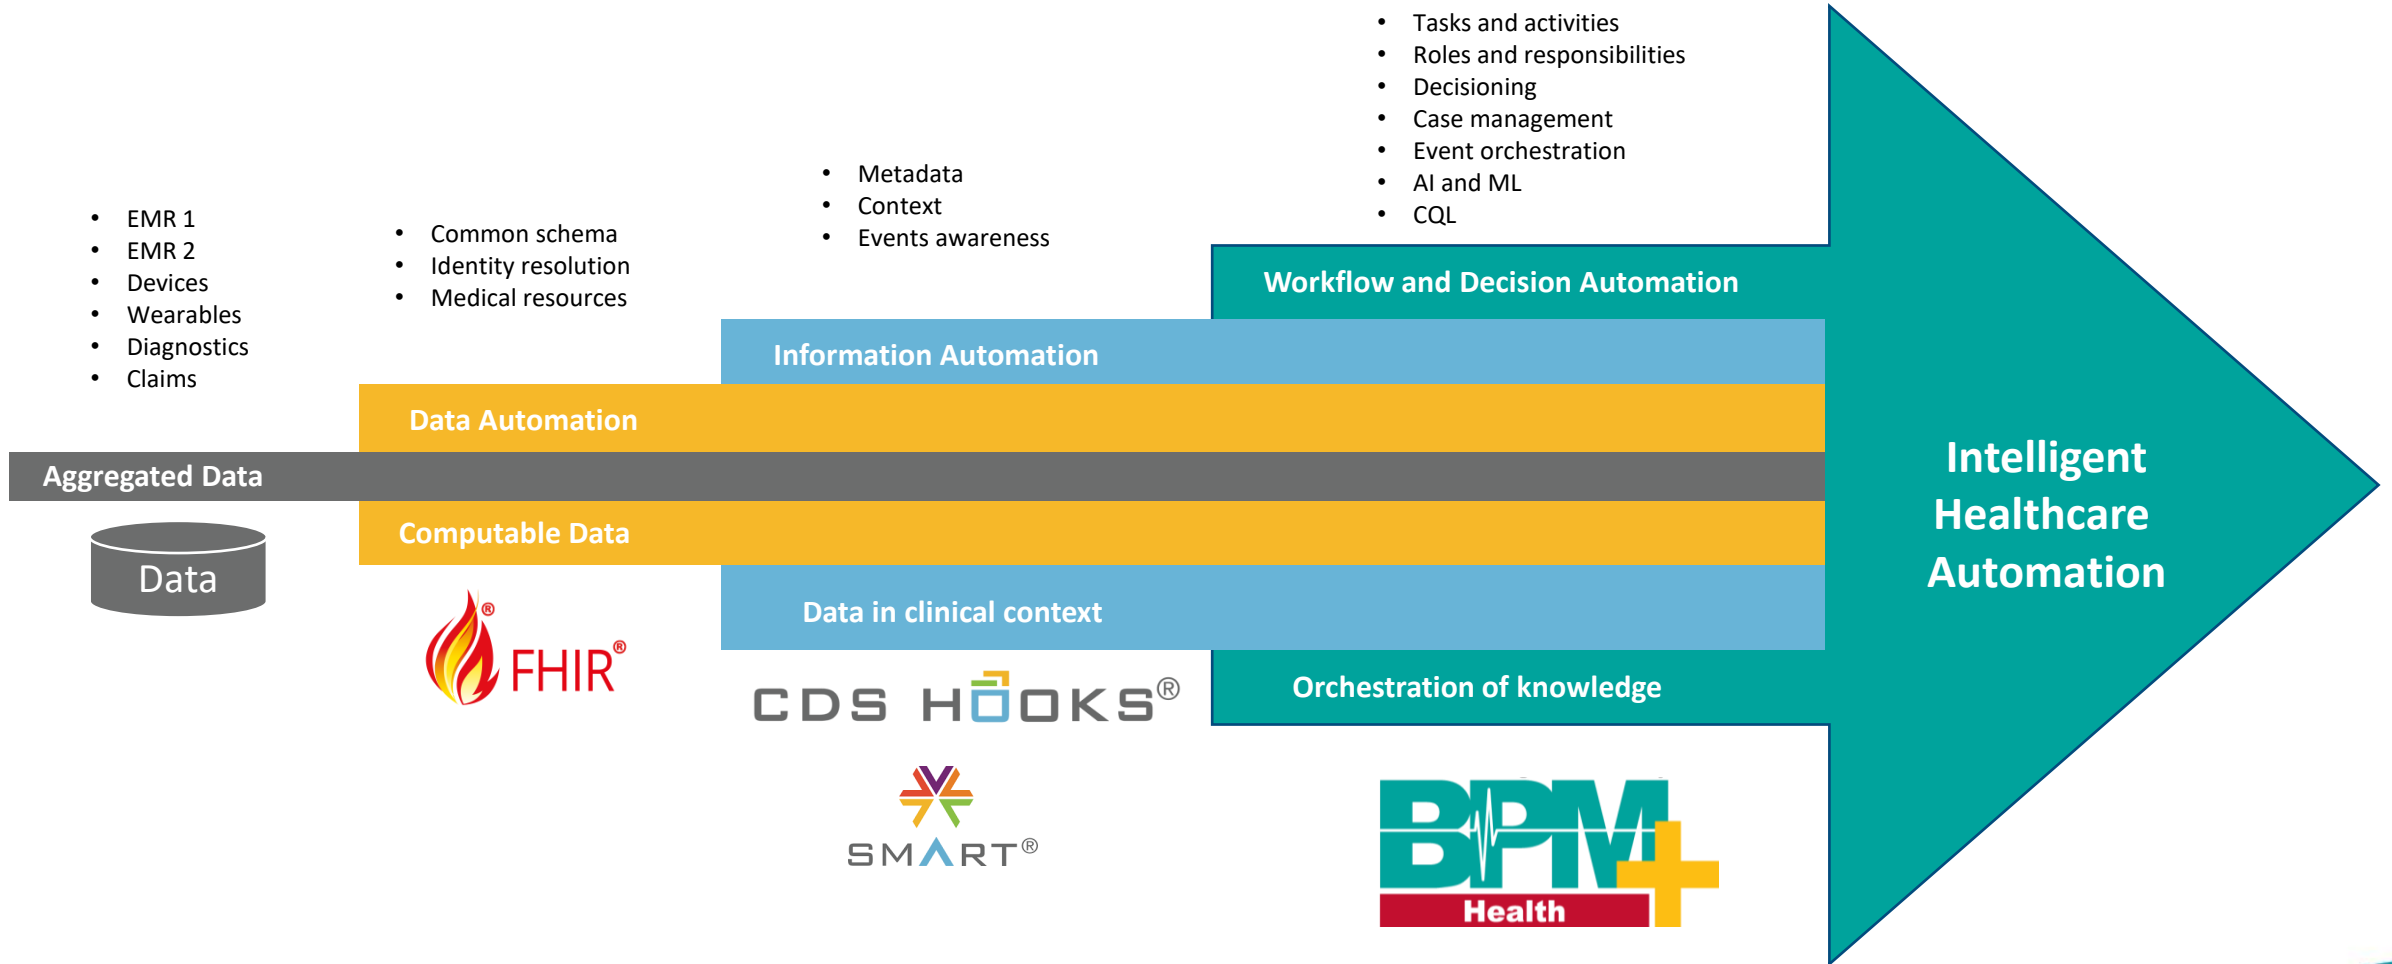 • Tasks and activities
• Roles and responsibilities
• Decisioning
• Case management
• Event orchestration
• AI and ML
• CQL
• Metadata
• Context
• Events awareness
• EMR 1
• EMR 2
• Devices
• Wearables
• Diagnostics
• Claims
• Common schema
• Identity resolution
• Medical resources
Workflow and Decision Automation
Information Automation
Data Automation
Aggregated Data
Data
Computable Data
Data in clinical context
Orchestration of knowledge
Intelligent
Healthcare
Automation
®
FHIR®
CDS HOOKS®
SMART®
BPM+
Health